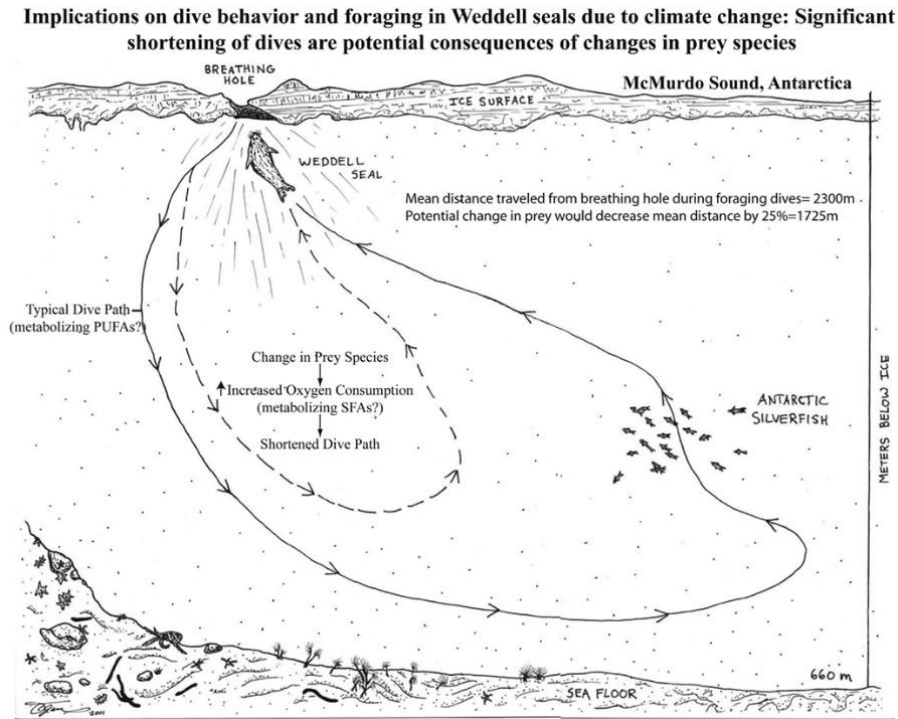 Implications on dive behavior and foraging in Weddell seals due to climate change: Significant
shortening of dives are potential consequences of changes in prey species
BREATHING
HOLE
McMurdo Sound, Antarctica
ICE SURFACE
WEDDELL
SEAL
Mean distance traveled from breathing hole during foraging dives= 2300m
Potential change in prey would decrease mean distance by 25%=1725m
Typical Dive Path
(metabolizing PUFAs?)
Change in Prey Species
Increased Oxygen Consumption
(metabolizing SFAs?)
Shortened Dive Path
ANTARCTIC
SILVERFISH
METERS BELOW ICE
660 m
SEA FLOOR